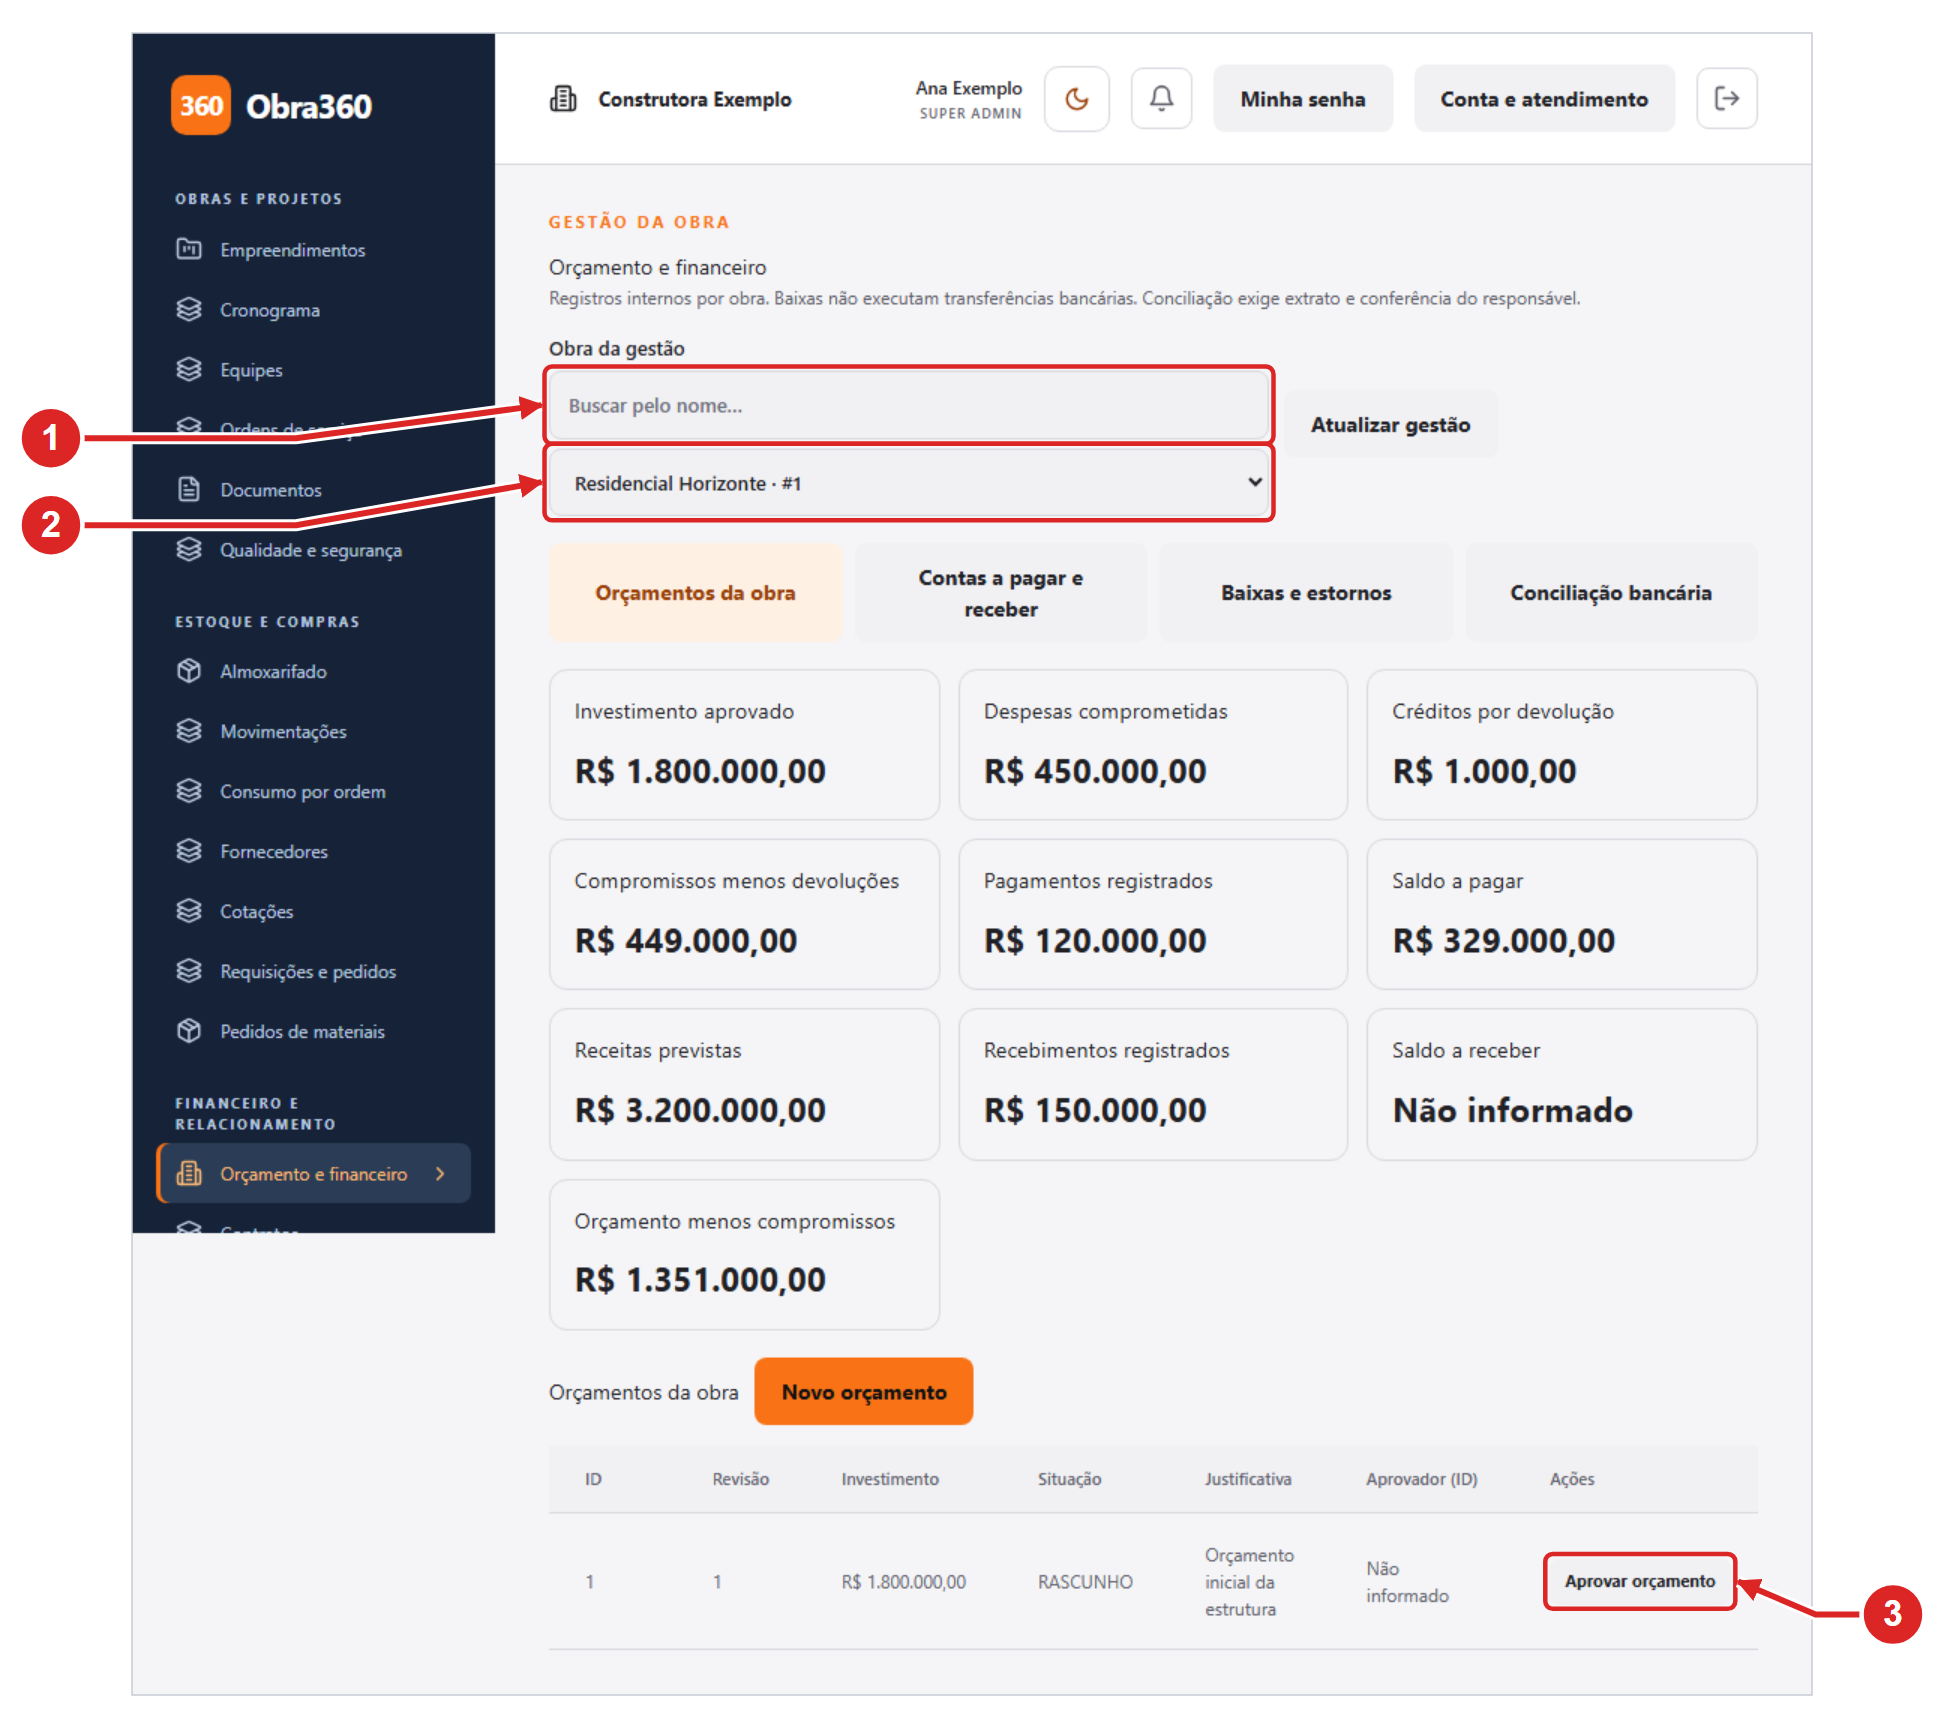 360 Obra360
Construtora Exemplo
Ana Exemplo
SUPER ADMIN
Minha senha
Conta e atendimento
OBRAS E PROJETOS
Empreendimentos
Cronograma
Equipes
Ordens de serviço
Documentos
Qualidade e segurança
ESTOQUE E COMPRAS
Almoxarifado
Movimentações
Consumo por ordem
Fornecedores
Cotações
Requisições e pedidos
Pedidos de materiais
FINANCEIRO E
RELACIONAMENTO
Orçamento e financeiro
Contratos
1
2
GESTÃO DA OBRA
Orçamento e financeiro
Registros internos por obra. Baixas não executam transferências bancárias. Conciliação exige extrato e conferência do responsável.
Obra da gestão
Buscar pelo nome...
Atualizar gestão
Residencial Horizonte · #1
Orçamentos da obra
Contas a pagar e
receber
Baixas e estornos
Conciliação bancária
Investimento aprovado
R$ 1.800.000,00
Despesas comprometidas
R$ 450.000,00
Créditos por devolução
R$ 1.000,00
Compromissos menos devoluções
R$ 449.000,00
Pagamentos registrados
R$ 120.000,00
Saldo a pagar
R$ 329.000,00
Receitas previstas
R$ 3.200.000,00
Recebimentos registrados
R$ 150.000,00
Saldo a receber
Não informado
Orçamento menos compromissos
R$ 1.351.000,00
Orçamentos da obra
Novo orçamento
ID Revisão Investimento Situação Justificativa Aprovador (ID) Ações
1 1 R$ 1.800.000,00 RASCUNHO
Orçamento
inicial da
estrutura
Não
informado
Aprovar orçamento
3